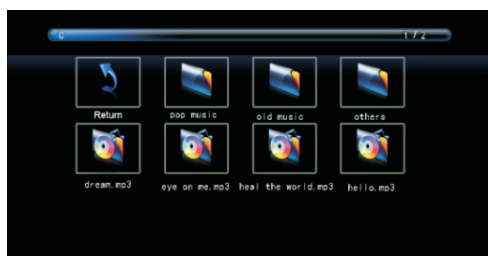 C 1 / 2
Return pop music old music others
dream.mp3 eye on me.mp3 heal the world.mp3 hello.mp3